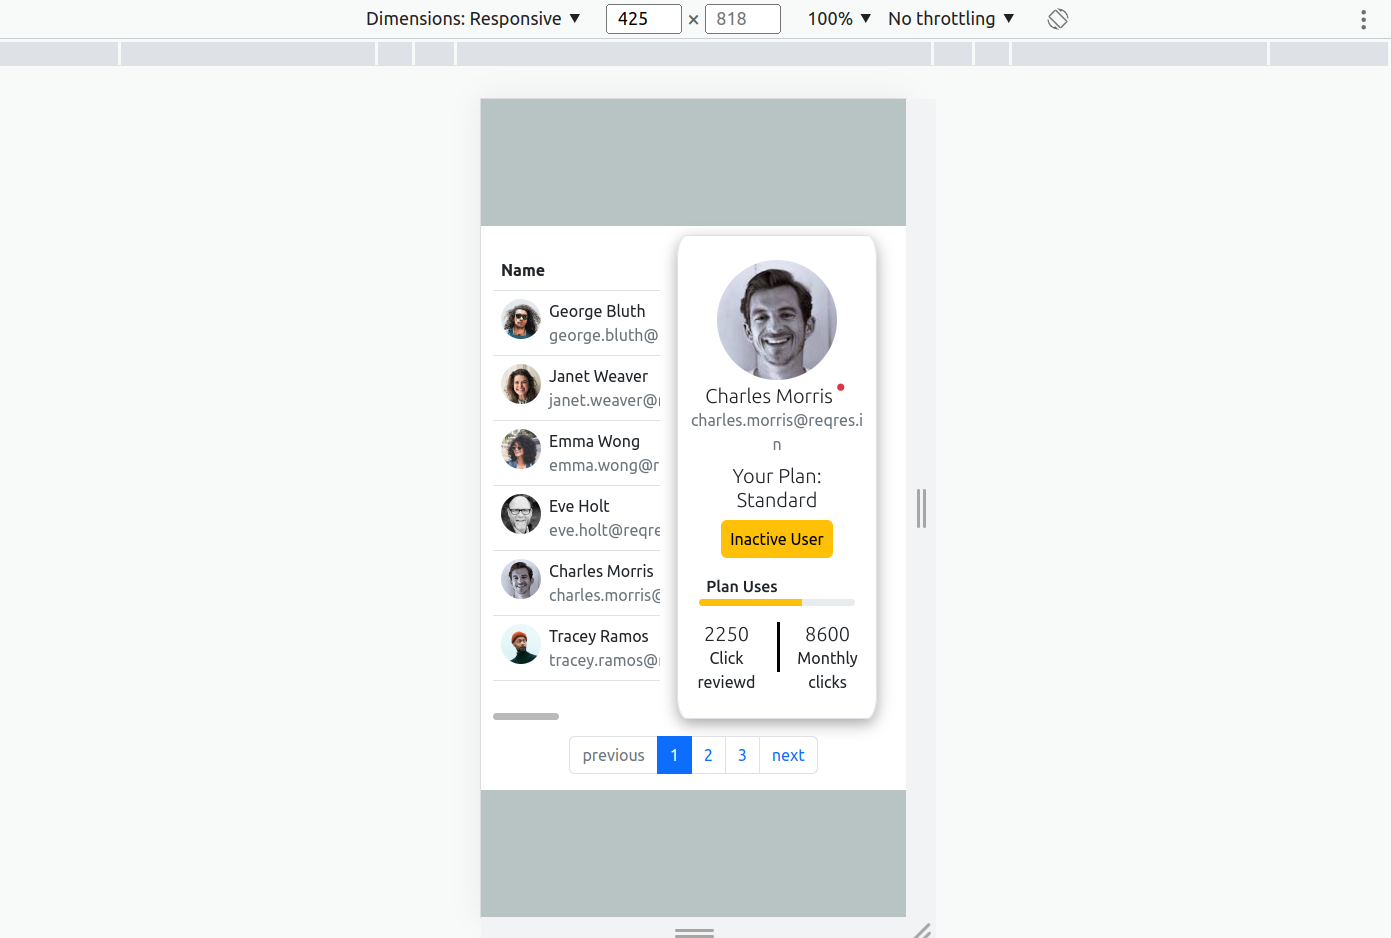 Dimensions: Responsive ▼ 425 × 818 100% ▼ No throttling ▼
Name
George Bluth
george.bluth@
Janet Weaver
janet.weaver@r
Emma Wong
emma.wong@r
Eve Holt
eve.holt@reqre
Charles Morris
charles.morris@
Tracey Ramos
tracey.ramos@r
Charles Morris
charles.morris@reqres.i
n
Your Plan:
Standard
Inactive User
Plan Uses
2250
Click
reviewd
8600
Monthly
clicks
previous 1 2 3 next